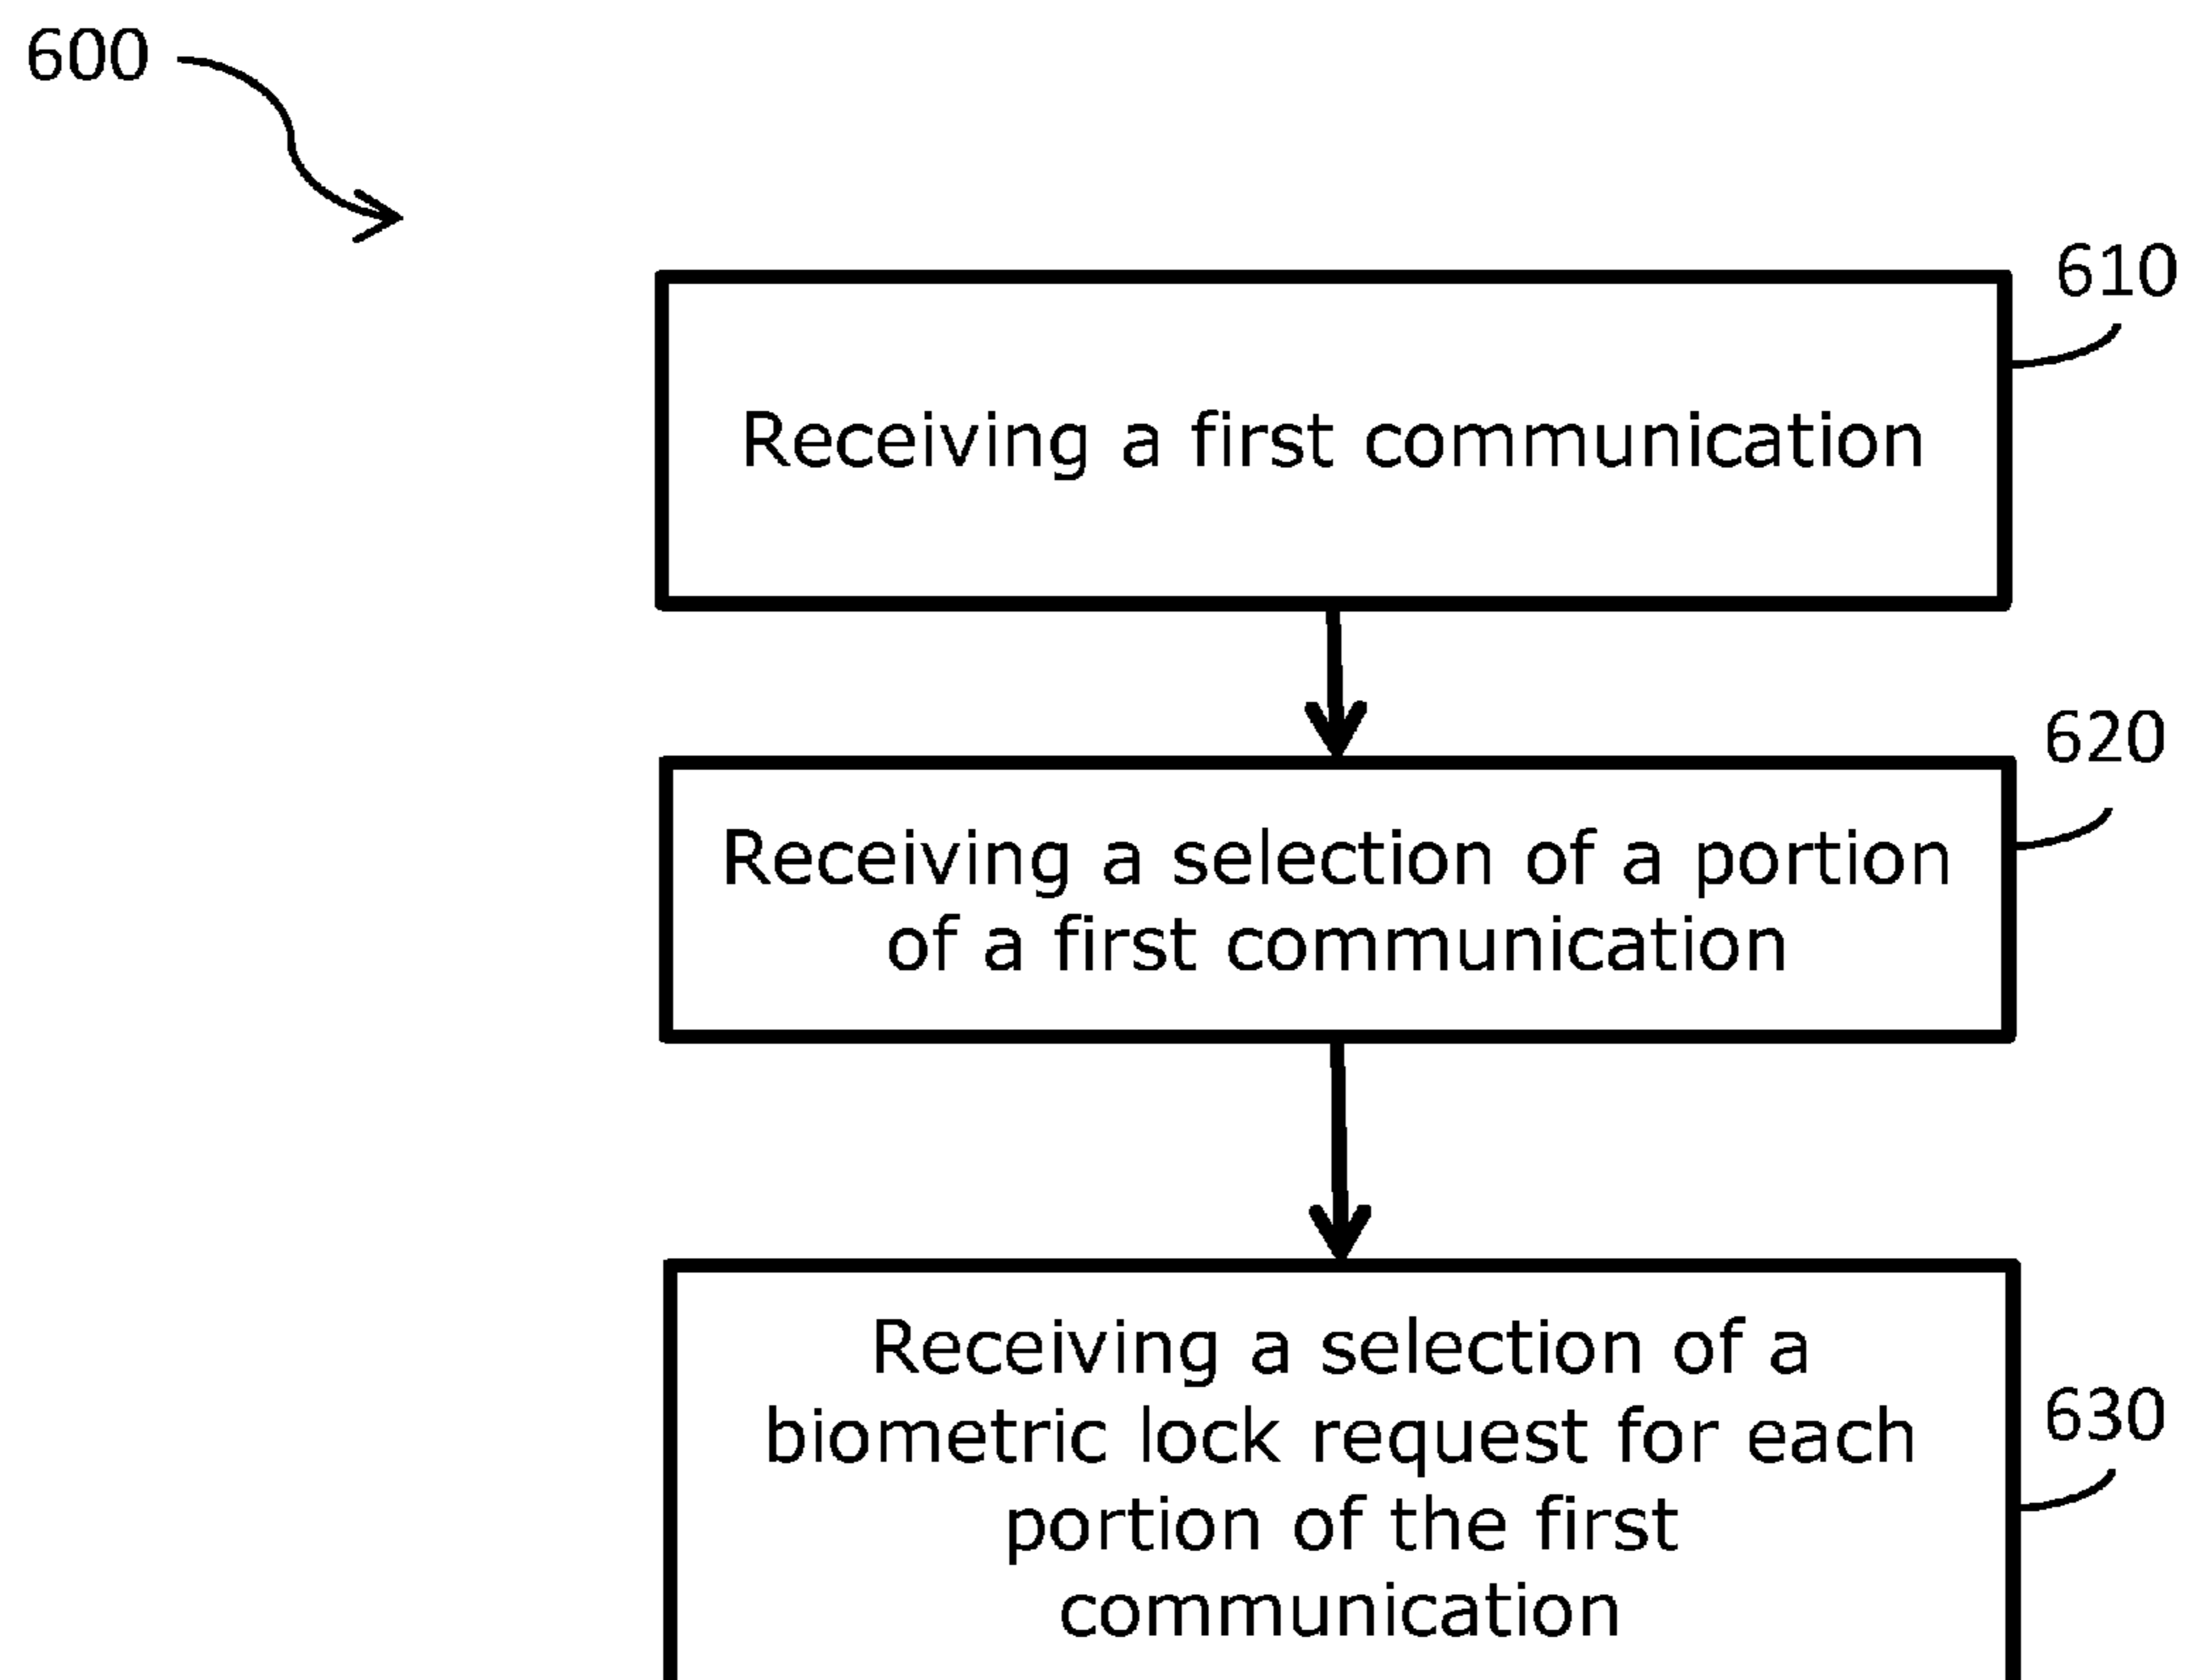 600
610
Receiving a first communication
620
Receiving a selection of a portion
of a first communication
Receiving a selection of a
biometric lock request for each
630
portion of the first
communication